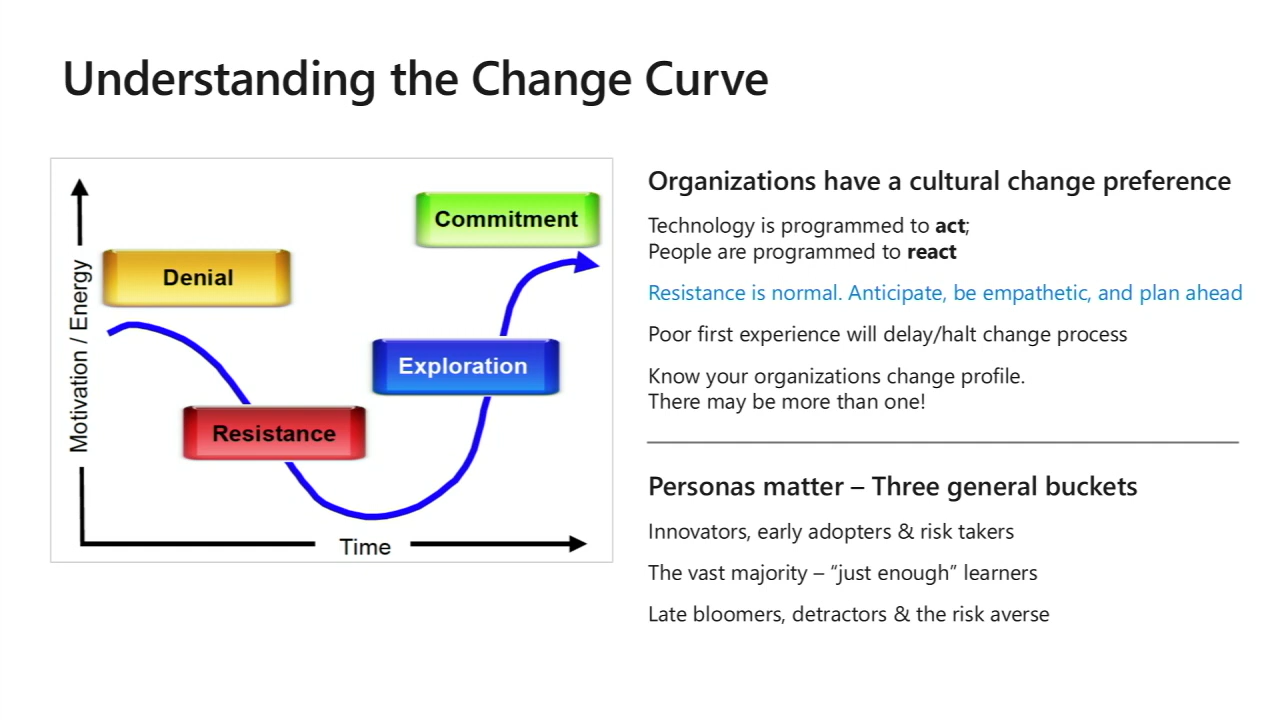 Understanding the Change Curve
Commitment
Denial
Exploration
Resistance
Motivation / Energy
Time
Organizations have a cultural change preference
Technology is programmed to act;
People are programmed to react
Resistance is normal. Anticipate, be empathetic, and plan ahead
Poor first experience will delay/halt change process
Know your organizations change profile.
There may be more than one!
Personas matter – Three general buckets
Innovators, early adopters & risk takers
The vast majority – “just enough” learners
Late bloomers, detractors & the risk averse